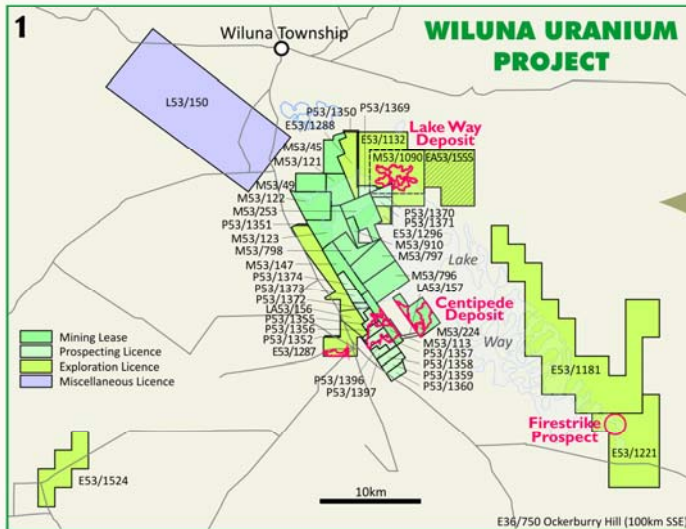 1
Wiluna Township
WILUNA URANIUM
PROJECT
L53/150
P53/1350
P53/1369
E53/1288
E53/1132
Lake Way
Deposit
M53/45
M53/1090
EA53/1555
M53/121
M53/49
M53/122
M53/253
P53/1351
M53/123
M53/798
M53/147
P53/1374
P53/1373
P53/1372
LA53/156
P53/1355
P53/1356
P53/1352
E53/1287
P53/1370
P53/1371
E53/1296
M53/910
M53/797
Lake
M53/796
LA53/157
Centipede
Deposit
Way
M53/224
M53/113
P53/1357
P53/1358
P53/1359
P53/1360
P53/1396
P53/1397
E53/1181
Firestrike
Prospect
E53/1221
Mining Lease
Prospecting Licence
Exploration Licence
Miscellaneous Licence
E53/1524
10km
E36/750 Ockerburry Hill (100km SSE)